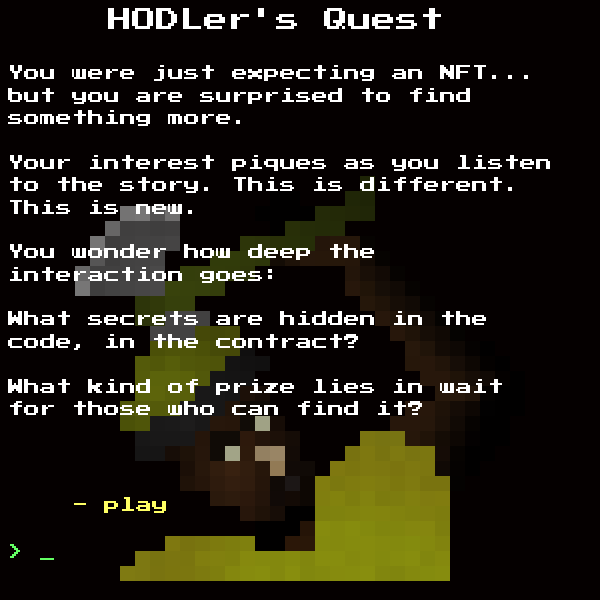 HODLer's Quest
You were just expecting an NFT...
but you are surprised to find
something more.
Your interest piques as you listen
to the story. This is different.
This is new.
You wonder how deep the
interaction goes:
What secrets are hidden in the
code, in the contract?
What kind of prize lies in wait
for those who can find it?
- play
> _